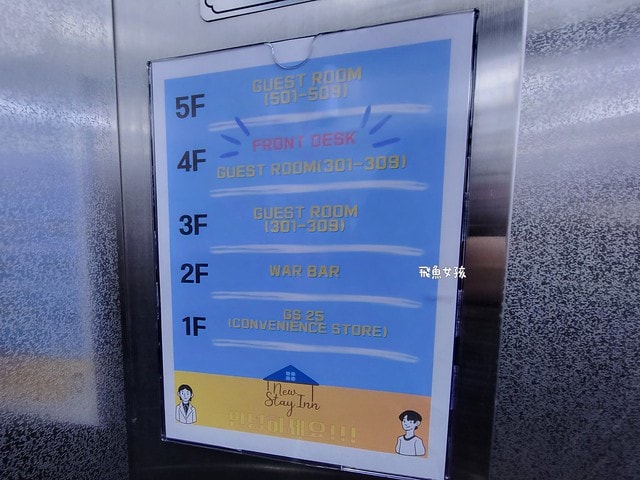 5F
GUEST ROOM
(501-509)
4F
FRONT DESK
GUEST ROOM(301-309)
3F
GUEST ROOM
(301-309)
2F
WAR BAR
飛魚女孩
1F
GS 25
(CONVENIENCE STORE)
New
Stay Inn